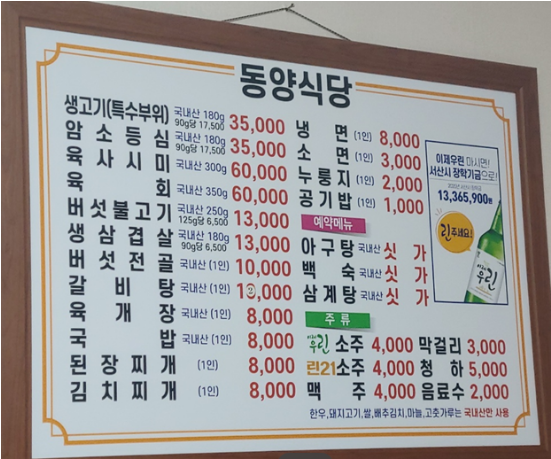 동양식당
생고기(특수부위) 국내산 180g 90g당 17,500 35,000
암소등심 국내산 180g 90g당 17,500 35,000
육사시미 국내산 300g 60,000
육회 국내산 350g 60,000
버섯불고기 국내산 250g 125g당 6,500 13,000
생삼겹살 국내산 180g 90g당 6,500 13,000
버섯전골 국내산 (1인) 10,000
갈비탕 국내산 (1인)
육개장 국내산 (1인) 8,000
국밥 국내산 (1인) 8,000
된장찌개 (1인) 8,000
김치찌개 (1인) 8,000
냉면 (1인) 8,000
소면 (1인) 3,000
누룽지 (1인) 2,000
공기밥 (1인) 1,000
예약메뉴
아구탕 국내산 싯가
백숙 국내산 싯가
삼계탕 국내산 싯가
주류
우린 소주 4,000 막걸리 3,000
린21 소주 4,000 청하 5,000
맥주 4,000 음료수 2,000
한우,돼지고기,쌀,배추김치,마늘,고춧가루는 국내산만 사용
이제우린 마시면!
서산시 장학기금으로!
13,365,900원
린주세요!